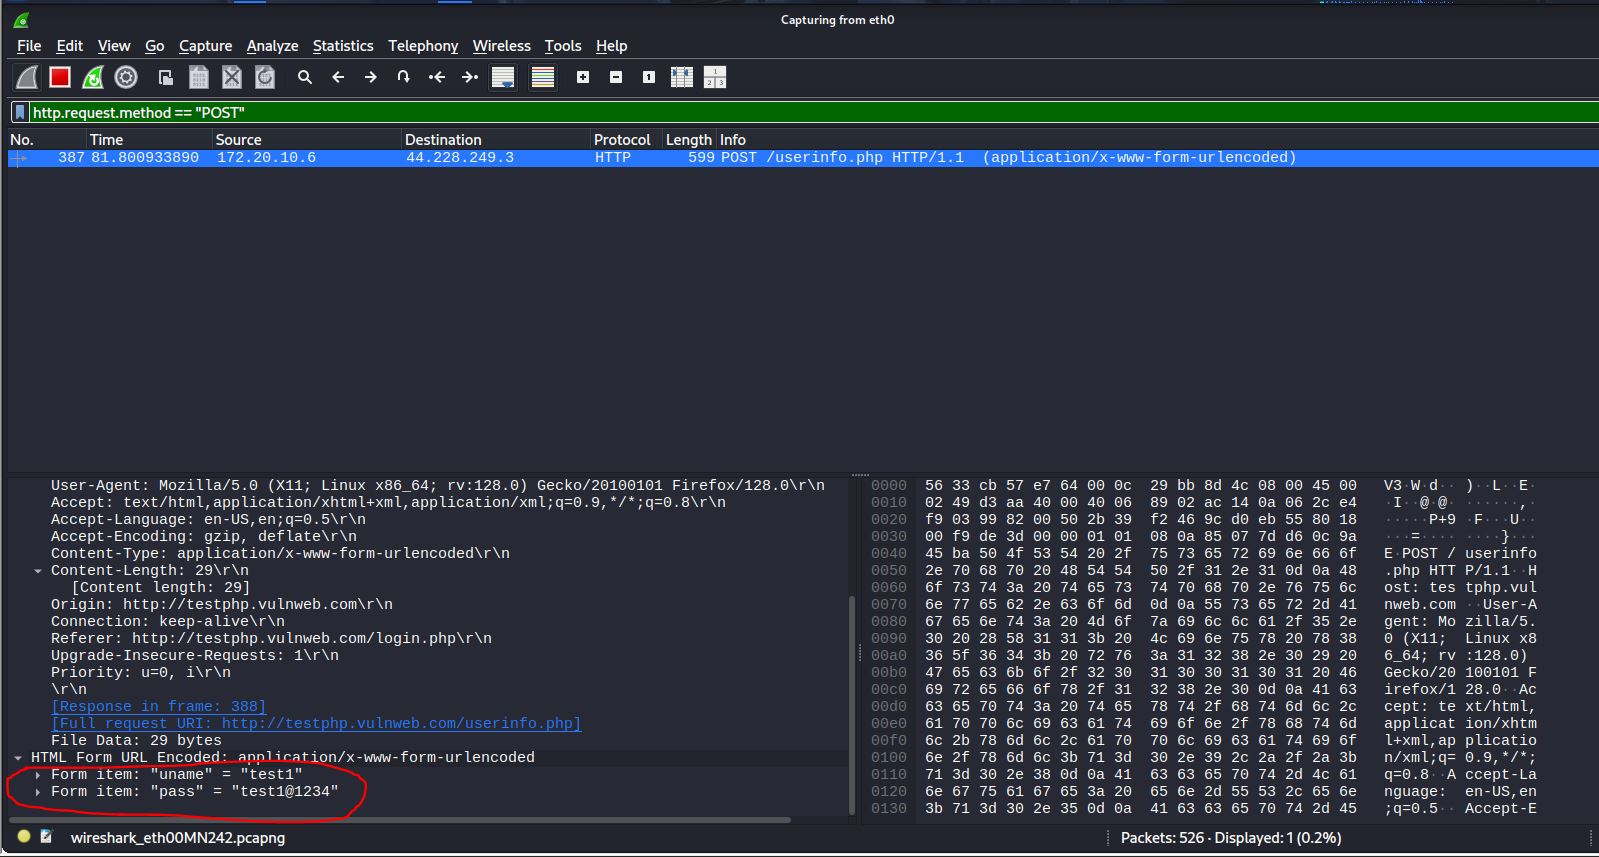 Capturing from eth0
File Edit View Go Capture Analyze Statistics Telephony Wireless Tools Help
http.request.method == "POST"
No. Time Source Destination Protocol Length Info
387 81.800933890 172.20.10.6 44.228.249.3 HTTP 599 POST /userinfo.php HTTP/1.1  (application/x-www-form-urlencoded)
User-Agent: Mozilla/5.0 (X11; Linux x86_64; rv:128.0) Gecko/20100101 Firefox/128.0\r\n
Accept: text/html,application/xhtml+xml,application/xml;q=0.9,*/*;q=0.8\r\n
Accept-Language: en-US,en;q=0.5\r\n
Accept-Encoding: gzip, deflate\r\n
Content-Type: application/x-www-form-urlencoded\r\n
Content-Length: 29\r\n
[Content length: 29]
Origin: http://testphp.vulnweb.com\r\n
Connection: keep-alive\r\n
Referer: http://testphp.vulnweb.com/login.php\r\n
Upgrade-Insecure-Requests: 1\r\n
Priority: u=0, i\r\n
\r\n
[Response in frame: 388]
[Full request URI: http://testphp.vulnweb.com/userinfo.php]
File Data: 29 bytes
HTML Form URL Encoded: application/x-www-form-urlencoded
Form item: "uname" = "test1"
Form item: "pass" = "test1@1234"
0000 56 33 cb 57 e7 64 00 0c 29 bb 8d 4c 08 00 45 00 V3·W·d·· )··L··E·
0010 02 49 d3 aa 40 00 40 06 89 02 ac 14 0a 06 2c e4 ·I··@·@· ······,·
0020 f9 03 99 82 00 50 2b 39 f2 46 9c d0 eb 55 80 18 ·····P+9 ·F···U··
0030 00 f9 de 3d 00 00 01 01 08 0a 85 07 7d d6 0c 9a ···=···· ····}···
0040 45 ba 50 4f 53 54 20 2f 75 73 65 72 69 6e 66 6f E·POST / userinfo
0050 2e 70 68 70 20 48 54 54 50 2f 31 2e 31 0d 0a 48 .php HTT P/1.1··H
0060 6f 73 74 3a 20 74 65 73 74 70 68 70 2e 76 75 6c ost: tes tphp.vul
0070 6e 77 65 62 2e 63 6f 6d 0d 0a 55 73 65 72 2d 41 nweb.com ··User-A
0080 67 65 6e 74 3a 20 4d 6f 7a 69 6c 6c 61 2f 35 2e gent: Mo zilla/5.
0090 30 20 28 58 31 31 3b 20 4c 69 6e 75 78 20 78 38 0 (X11; Linux x8
00a0 36 5f 36 34 3b 20 72 76 3a 31 32 38 2e 30 29 20 6_64; rv :128.0)
00b0 47 65 63 6b 6f 2f 32 30 31 30 30 31 30 31 20 46 Gecko/20 100101 F
00c0 69 72 65 66 6f 78 2f 31 32 38 2e 30 0d 0a 41 63 irefox/1 28.0··Ac
00d0 63 65 70 74 3a 20 74 65 78 74 2f 68 74 6d 6c 2c cept: te xt/html,
00e0 61 70 70 6c 69 63 61 74 69 6f 6e 2f 78 68 74 6d applicat ion/xhtm
00f0 6c 2b 78 6d 6c 2c 61 70 70 6c 69 63 61 74 69 6f l+xml,ap plicatio
0100 6e 2f 78 6d 6c 3b 71 3d 30 2e 39 2c 2a 2f 2a 3b n/xml;q= 0.9,*/*;
0110 71 3d 30 2e 38 0d 0a 41 63 63 65 70 74 2d 4c 61 q=0.8··A ccept-La
0120 6e 67 75 61 67 65 3a 20 65 6e 2d 55 53 2c 65 6e nguage: en-US,en
0130 3b 71 3d 30 2e 35 0d 0a 41 63 63 65 70 74 2d 45 ;q=0.5·· Accept-E
wireshark_eth00MN242.pcapng
Packets: 526 · Displayed: 1 (0.2%)